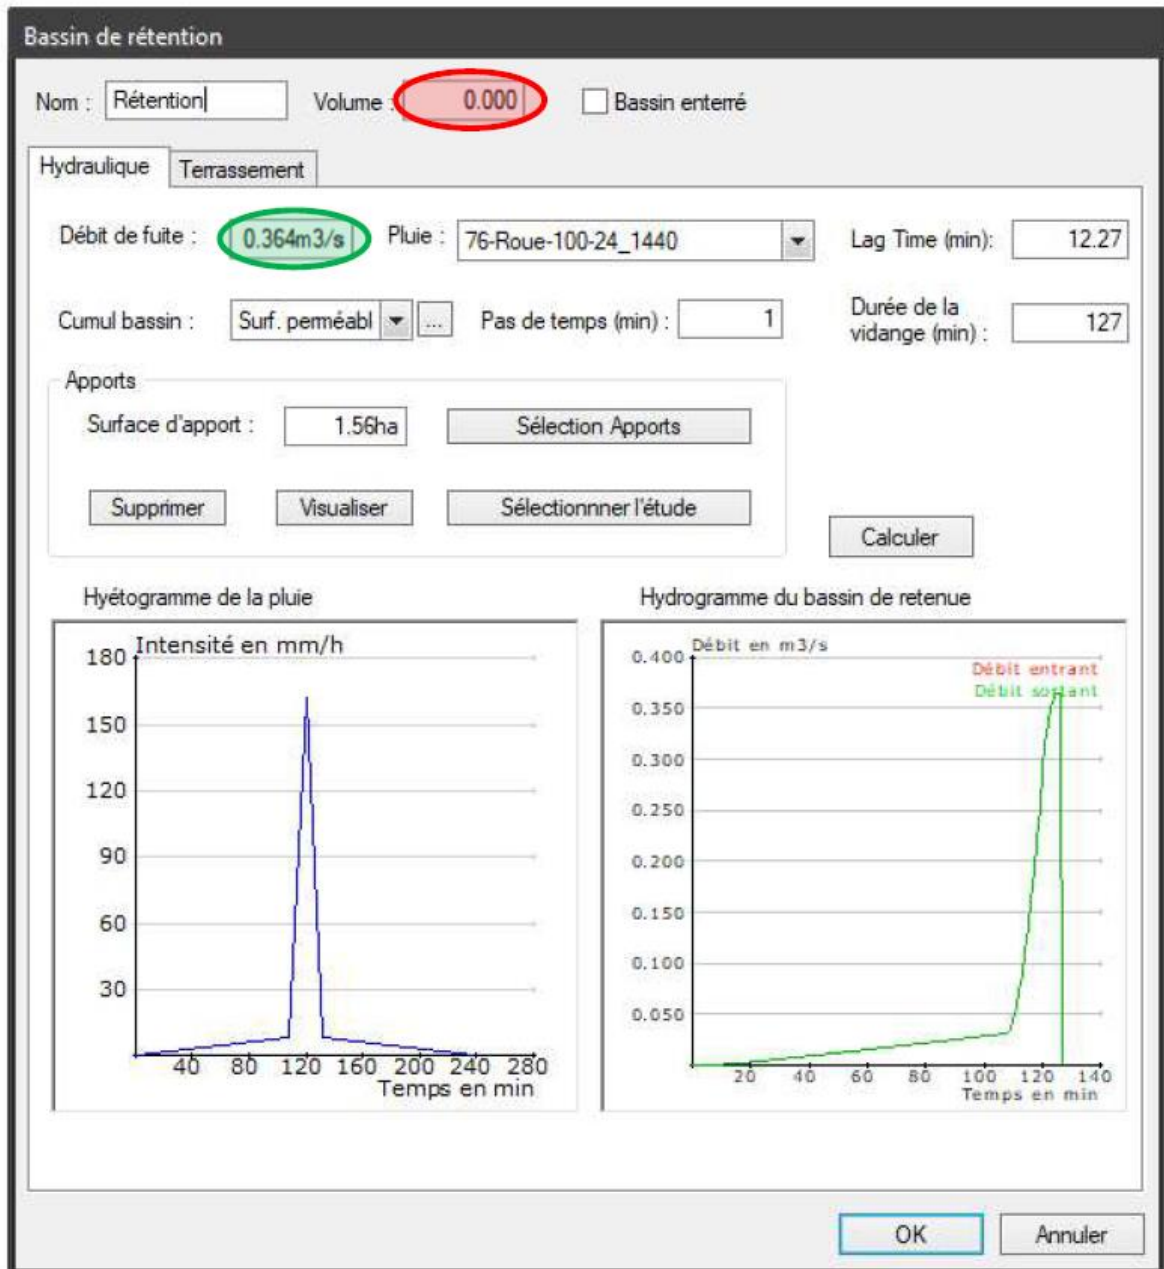 Bassin de rétention
Nom : Rétention Volume : 0.000 Bassin enterré
Hydraulique Terrassement
Débit de fuite : 0.364m3/s Pluie : 76-Roue-100-24_1440 Lag Time (min): 12.27
Cumul bassin : Surf. perméabl ... Pas de temps (min) : 1 Durée de la vidange (min) : 127
Apports
Surface d'apport : 1.56ha Sélection Apports
Supprimer Visualiser Sélectionnner l'étude
Calculer
Hyétogramme de la pluie
Intensité en mm/h
180
150
120
90
60
30
40 80 120 160 200 240 280
Temps en min
Hydrogramme du bassin de retenue
Débit en m3/s
Débit entrant
Débit sortant
0.400
0.350
0.300
0.250
0.200
0.150
0.100
0.050
20 40 60 80 100 120 140
Temps en min
OK Annuler